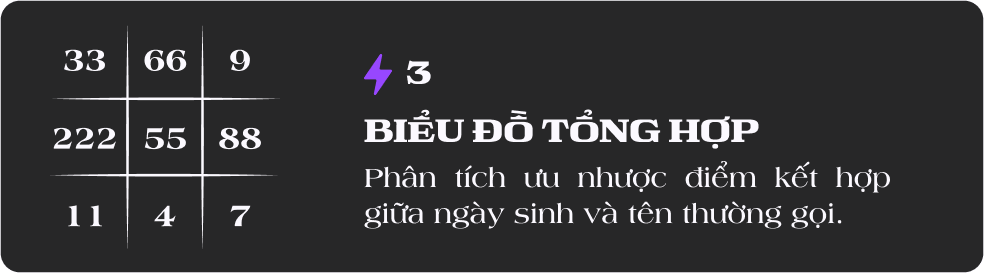 33 66 9
222 55 88
11 4 7
3
BIỂU ĐỒ TỔNG HỢP
Phân tích ưu nhược điểm kết hợp
giữa ngày sinh và tên thường gọi.